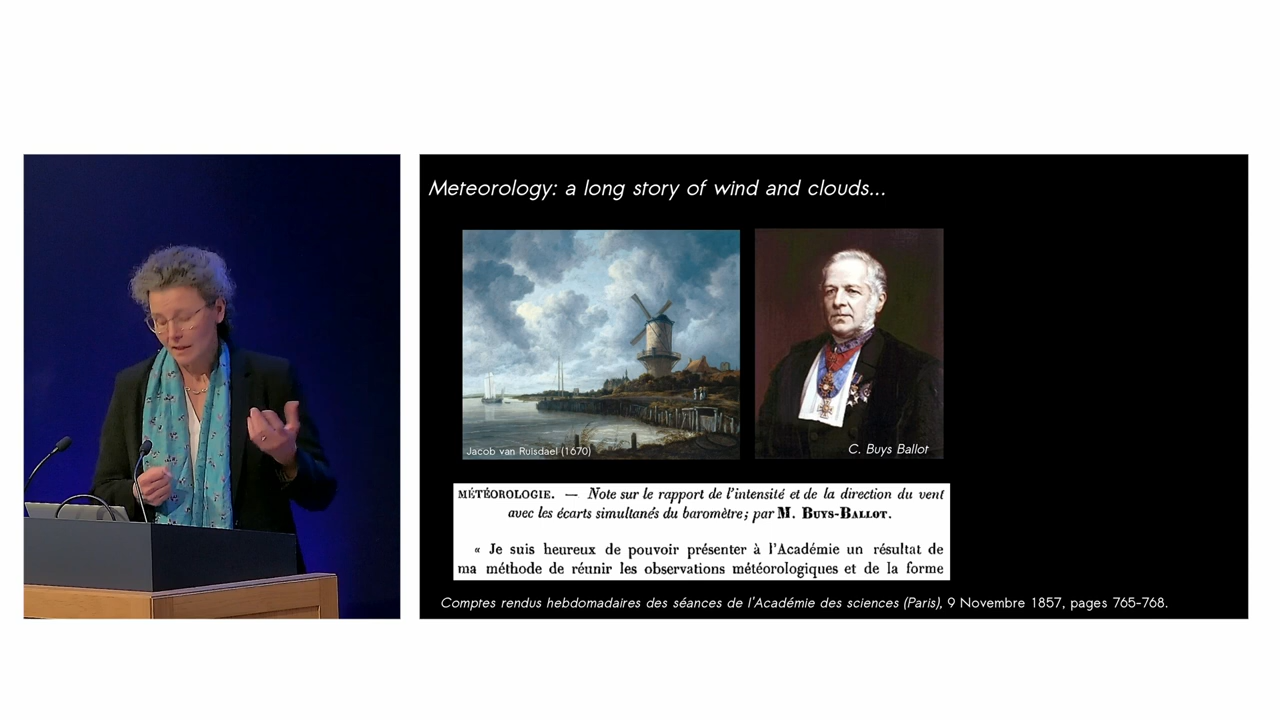 Meteorology: a long story of wind and clouds...
Jacob van Ruisdael (1670)
C. Buys Ballot
MÉTÉOROLOGIE. — Note sur le rapport de l'intensité et de la direction du vent
avec les écarts simultanés du baromètre; par M. Buys-Ballot.
« Je suis heureux de pouvoir présenter à l'Académie un résultat de
ma méthode de réunir les observations météorologiques et de la forme
Comptes rendus hebdomadaires des séances de l'Académie des sciences (Paris), 9 Novembre 1857, pages 765-768.